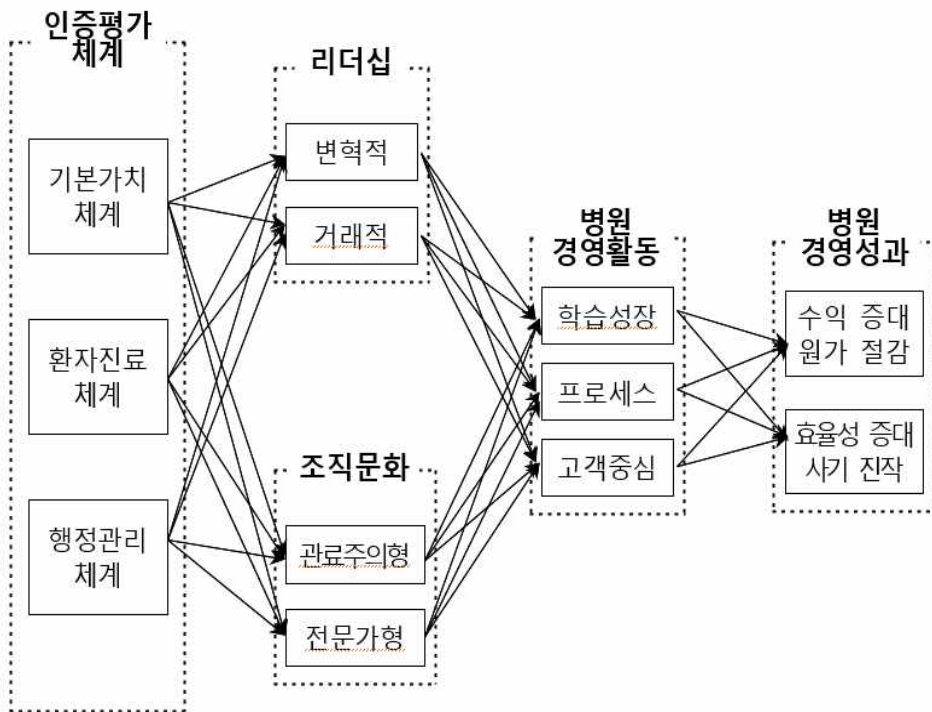 인증평가
체계
기본가치
체계
환자진료
체계
행정관리
체계
리더십
변혁적
거래적
조직문화
관료주의형
전문가형
병원
경영활동
학습성장
프로세스
고객중심
병원
경영성과
수익 증대
원가 절감
효율성 증대
사기 진작